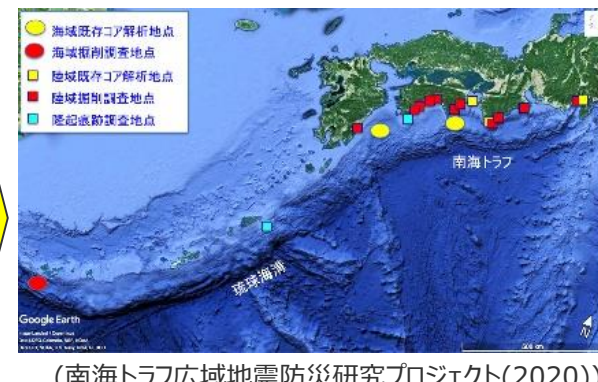 海域既存コア解析地点
海域掘削調査地点
陸域既存コア解析地点
陸域掘削調査地点
隆起痕跡調査地点
南海トラフ
琉球海溝
Google Earth
500 km
N
(南海トラフ広域地震防災研究プロジェクト(2020))